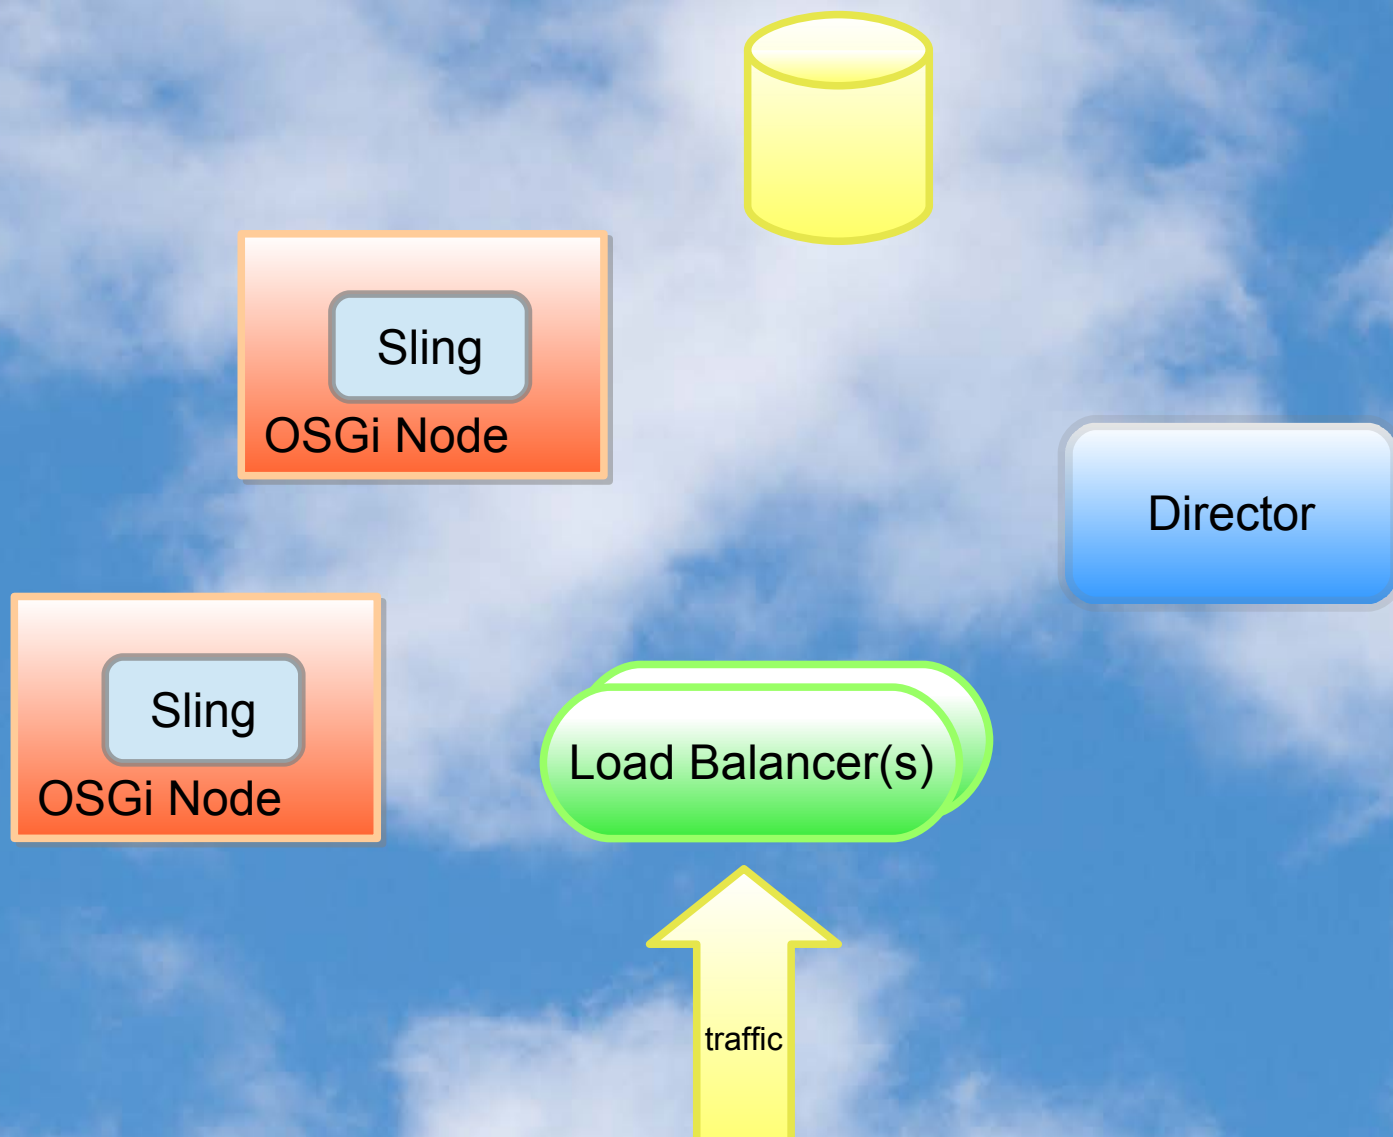 Sling
OSGi Node
Director
Sling
OSGi Node
Load Balancer(s)
traffic